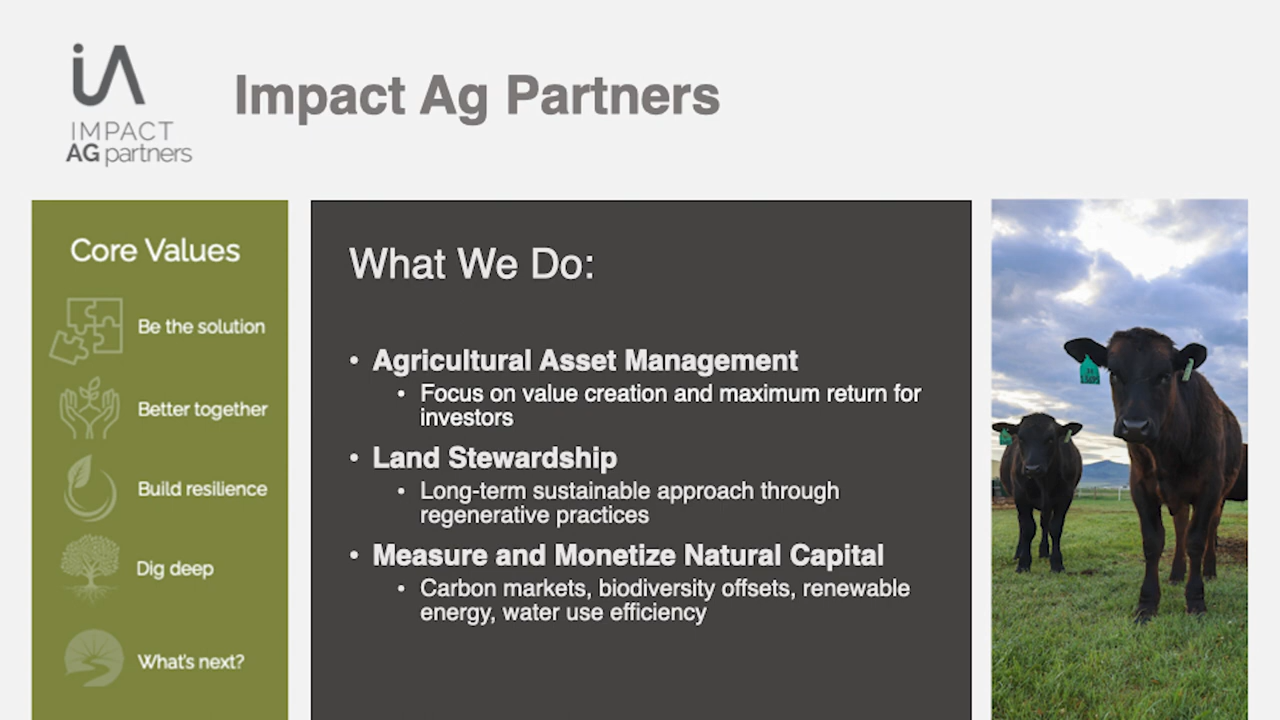 iA
IMPACT
AG partners
Impact Ag Partners
Core Values
Be the solution
Better together
Build resilience
Dig deep
What's next?
What We Do:
• Agricultural Asset Management
• Focus on value creation and maximum return for
investors
• Land Stewardship
• Long-term sustainable approach through
regenerative practices
• Measure and Monetize Natural Capital
• Carbon markets, biodiversity offsets, renewable
energy, water use efficiency